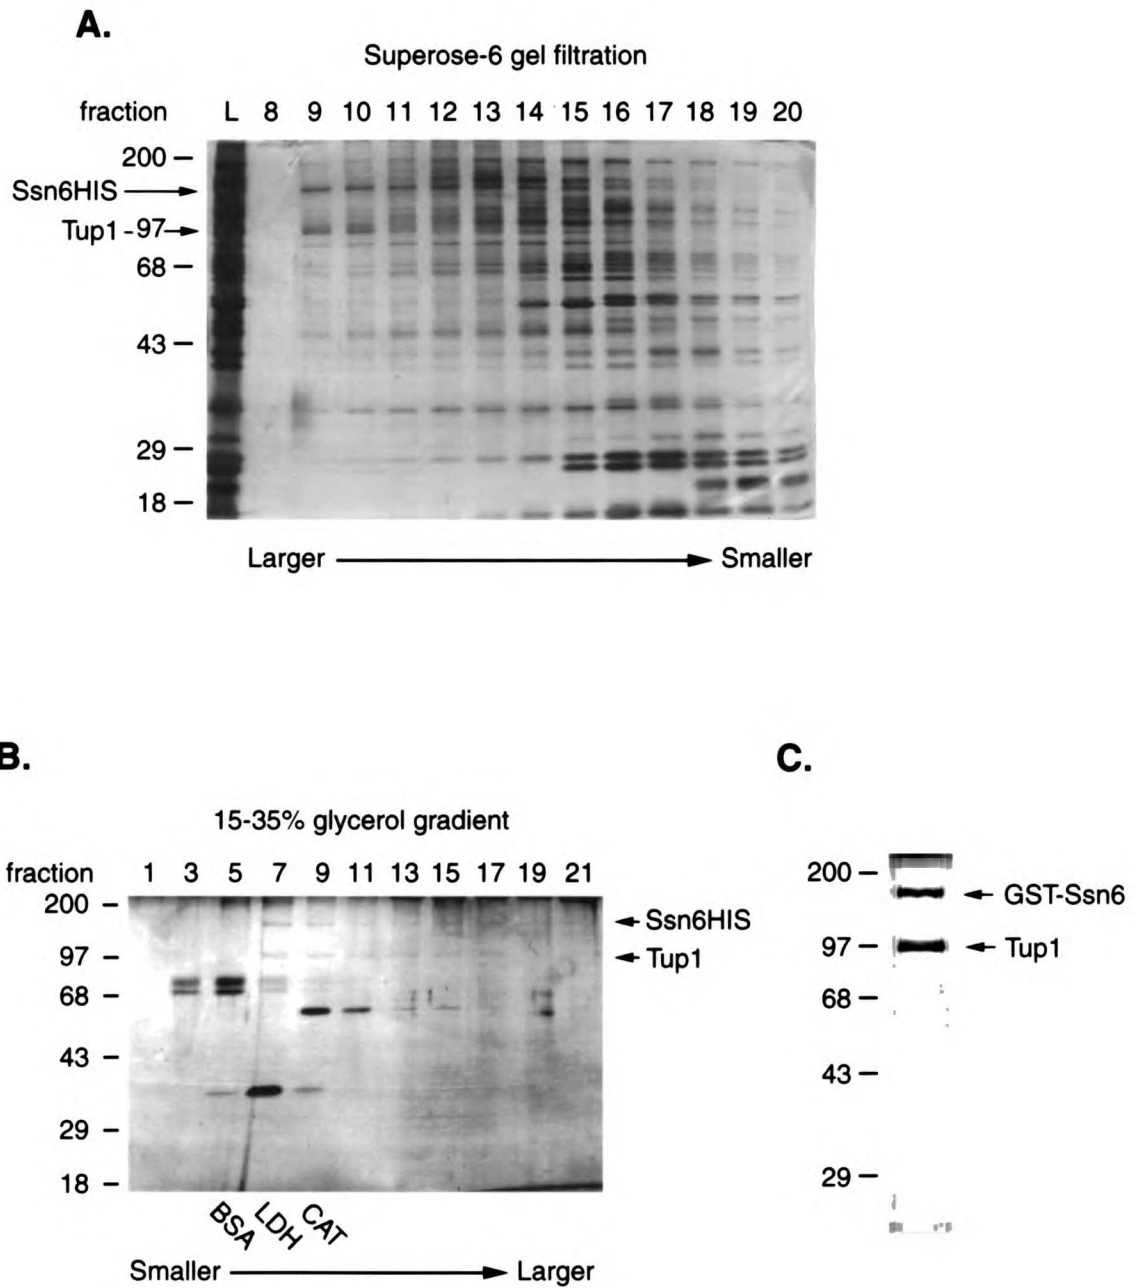 A.
Superose-6 gel filtration
fraction L 8 9 10 11 12 13 14 15 16 17 18 19 20
200
Ssn6HIS
Tup1 - 97
68
43
29
18
Larger Smaller
B.
15-35% glycerol gradient
fraction 1 3 5 7 9 11 13 15 17 19 21
200
Ssn6HIS
97
Tup1
68
43
29
18
BSA LDH CAT
Smaller Larger
C.
200
GST-Ssn6
97
Tup1
68
43
29